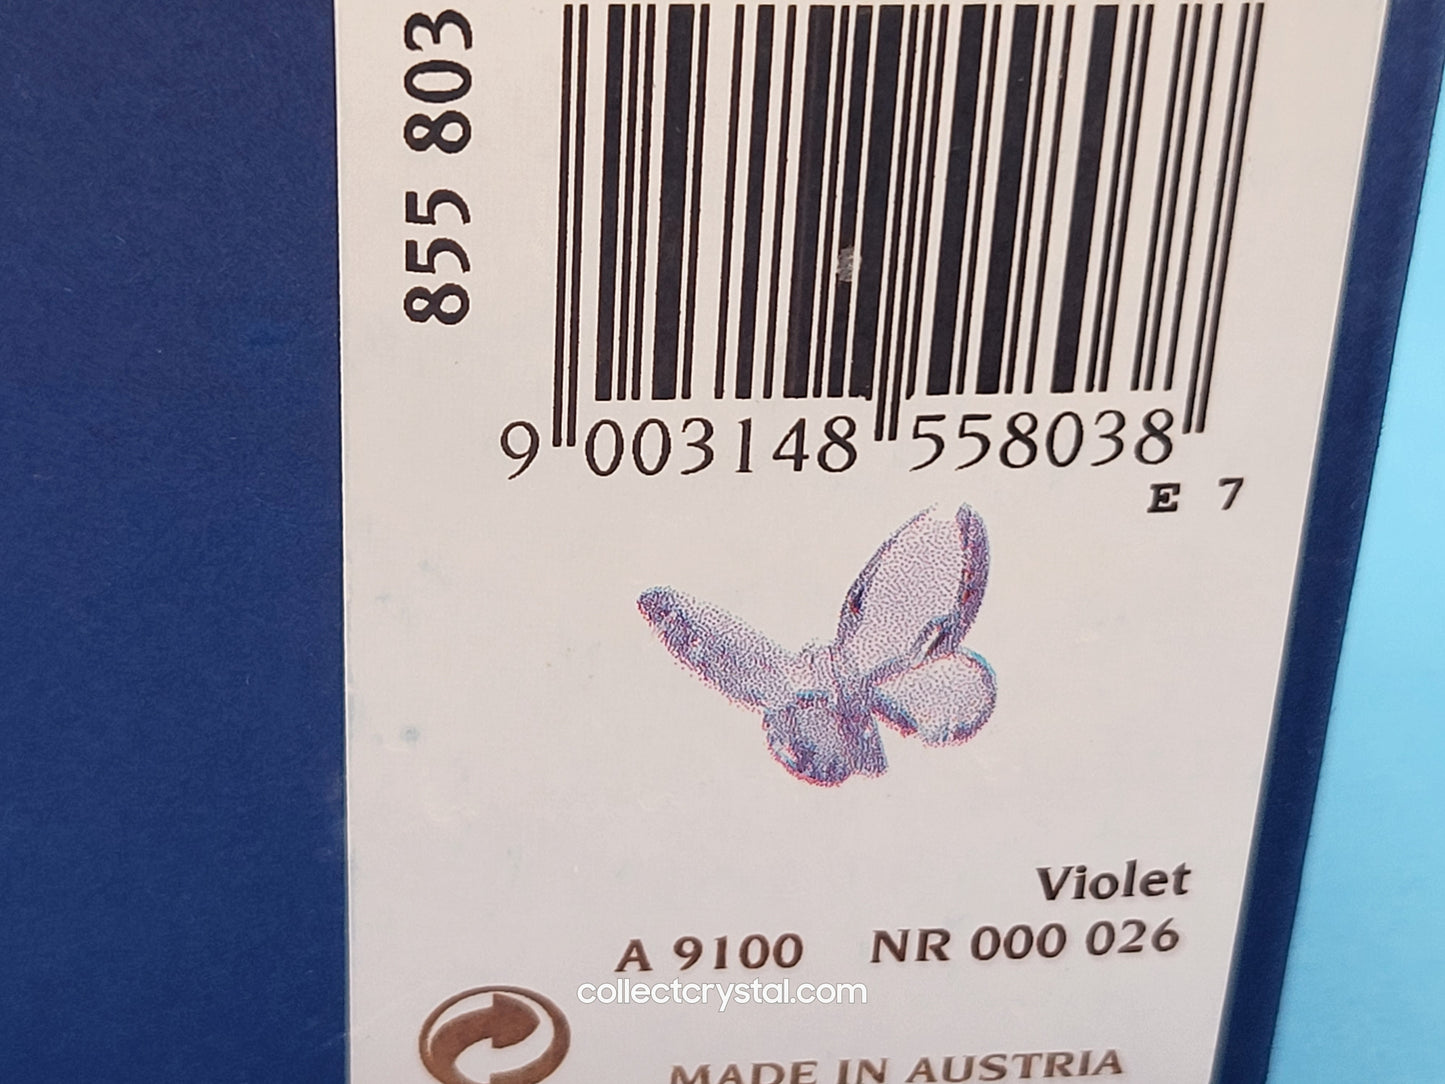 855 803
9 003148 558038
E 7
Violet
A 9100 NR 000 026
collectcrystal.com
MADE IN AUSTRIA